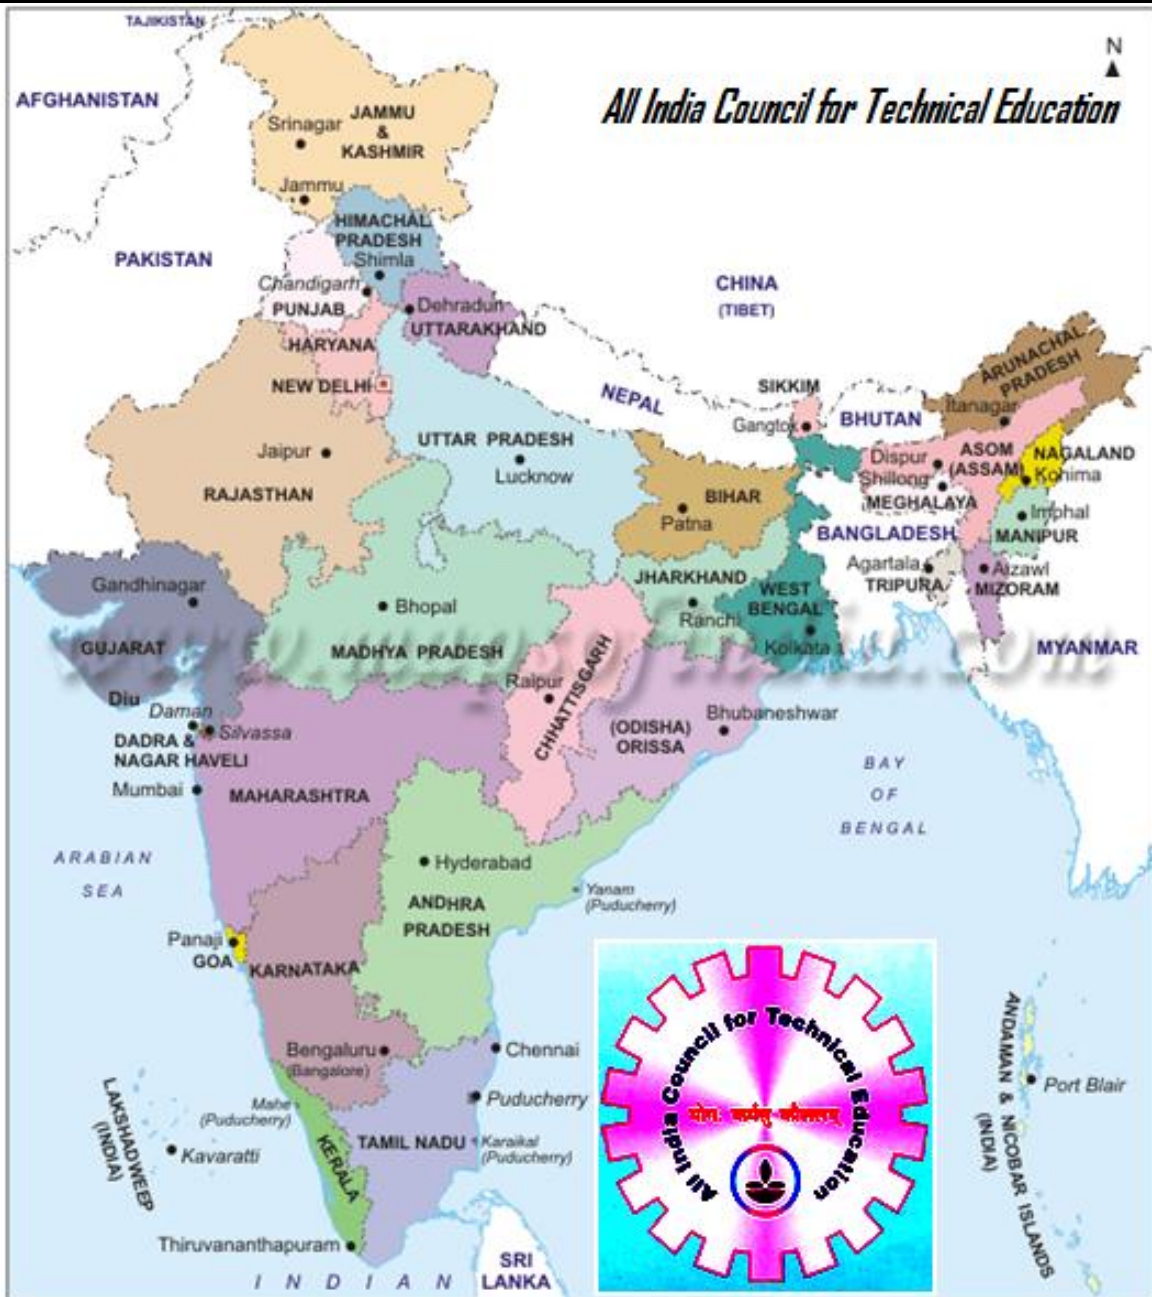 TAJIKISTAN
N
AFGHANISTAN
All India Council for Technical Education
JAMMU
&
KASHMIR
Srinagar
Jammu
HIMACHAL
PRADESH
Shimla
PAKISTAN
Chandigarh
PUNJAB
CHINA
(TIBET)
Dehradun
UTTARAKHAND
HARYANA
NEW DELHI
NEPAL
SIKKIM
Gangtok
BHUTAN
ARUNACHAL
PRADESH
Itanagar
UTTAR PRADESH
Lucknow
Jaipur
RAJASTHAN
BIHAR
Patna
Dispur
Shillong
MEGHALAYA
ASOM
(ASSAM)
NAGALAND
Kohima
Imphal
MANIPUR
BANGLADESH
Agartala
TRIPURA
Aizawl
MIZORAM
Gandhinagar
GUJARAT
Bhopal
MADHYA PRADESH
JHARKHAND
Ranchi
WEST
BENGAL
Kolkata
MYANMAR
www.mapsofindia.com
Diu
Daman
Silvassa
DADRA &
NAGAR HAVELI
Mumbai
MAHARASHTRA
Raipur
CHHATTISGARH
(ODISHA)
ORISSA
Bhubaneshwar
BAY
OF
BENGAL
ARABIAN
SEA
Hyderabad
ANDHRA
PRADESH
Yanam
(Puducherry)
Panaji
GOA
KARNATAKA
Bengaluru
(Bangalore)
Chennai
Puducherry
Mahe
(Puducherry)
KERALA
TAMIL NADU
Karaikal
(Puducherry)
LAKSHADWEEP
(INDIA)
Kavaratti
Thiruvananthapuram
INDIAN
SRI
LANKA
All India Council for Technical Education
योगः कर्मसु कौशलम्
ANDAMAN & NICOBAR ISLANDS
(INDIA)
Port Blair